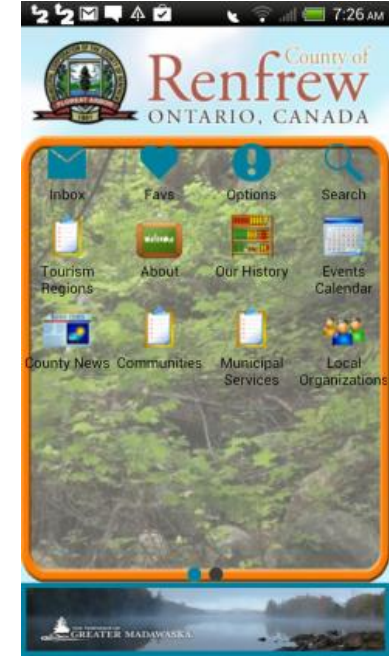 7:26 AM
County of
Renfrew
ONTARIO, CANADA
Inbox Favs Options Search
Tourism
Regions
About
Our History
Events
Calendar
County News
Communities
Municipal
Services
Local
Organizations
GREATER MADAWASKA